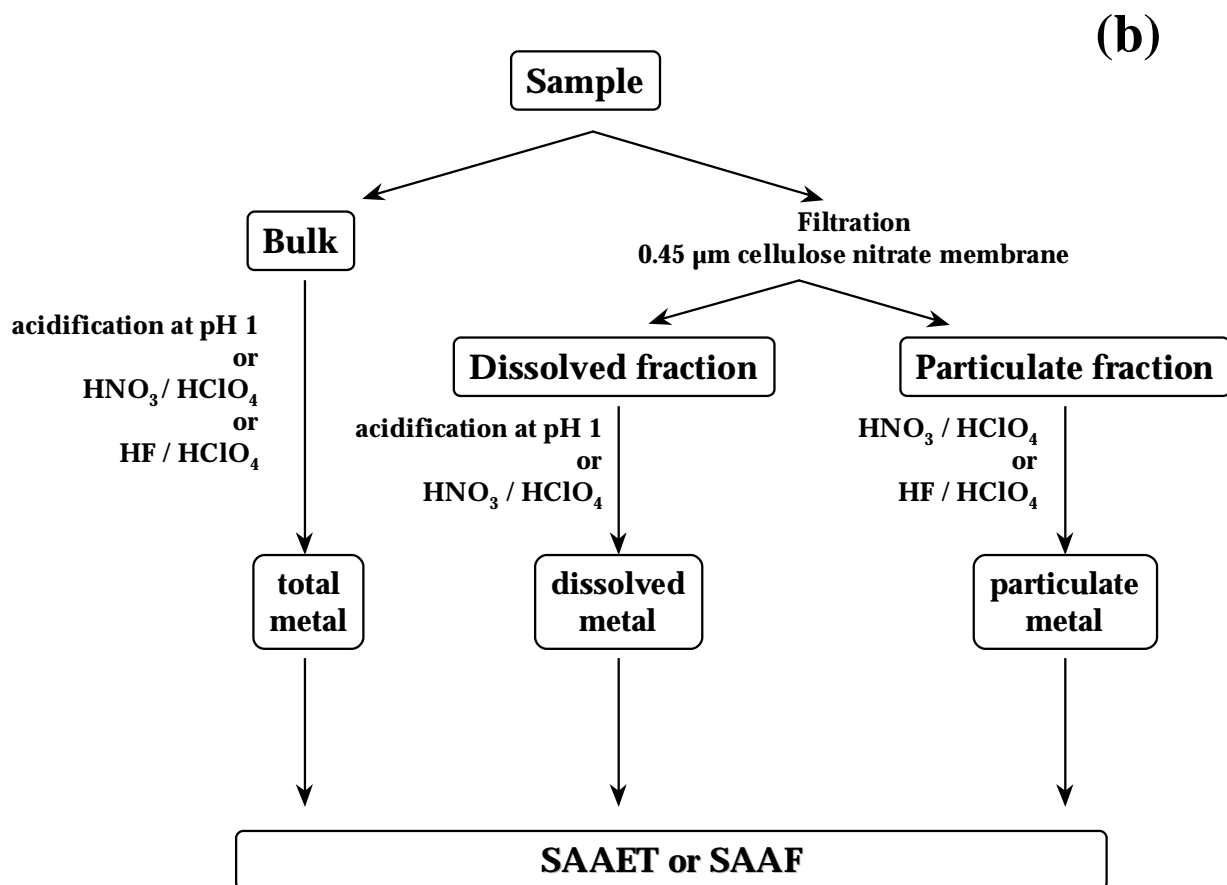 (b)
Sample
Bulk
Filtration
0.45 µm cellulose nitrate membrane
acidification at pH 1
or
HNO₃ / HClO₄
or
HF / HClO₄
Dissolved fraction
acidification at pH 1
or
HNO₃ / HClO₄
Particulate fraction
HNO₃ / HClO₄
or
HF / HClO₄
total
metal
dissolved
metal
particulate
metal
SAAET or SAAF